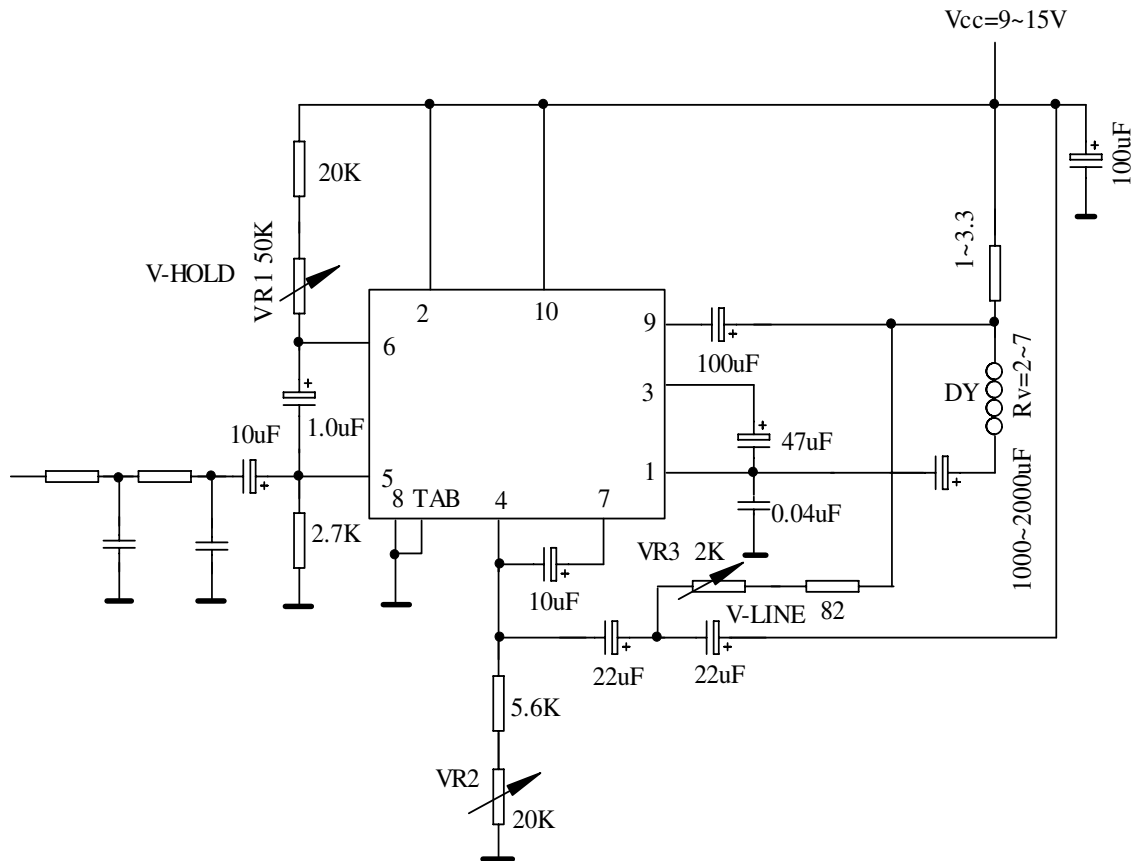 Vcc=9~15V
20K
100uF
V-HOLD
VR1 50K
1~3.3
2
10
9
6
100uF
3
DY
Rv=2~7
1.0uF
10uF
47uF
5
1
8 TAB
4
7
0.04uF
1000~2000uF
2.7K
VR3 2K
10uF
V-LINE
82
22uF
22uF
5.6K
VR2
20K